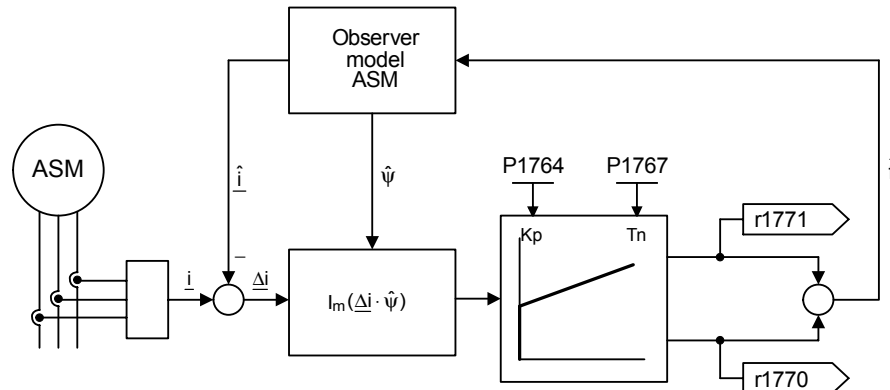 Observer
model
ASM
ASM
î
ψ̂
P1764
P1767
Kp
Tn
r1771
–
i
Δi
Im(Δi · ψ̂)
r1770